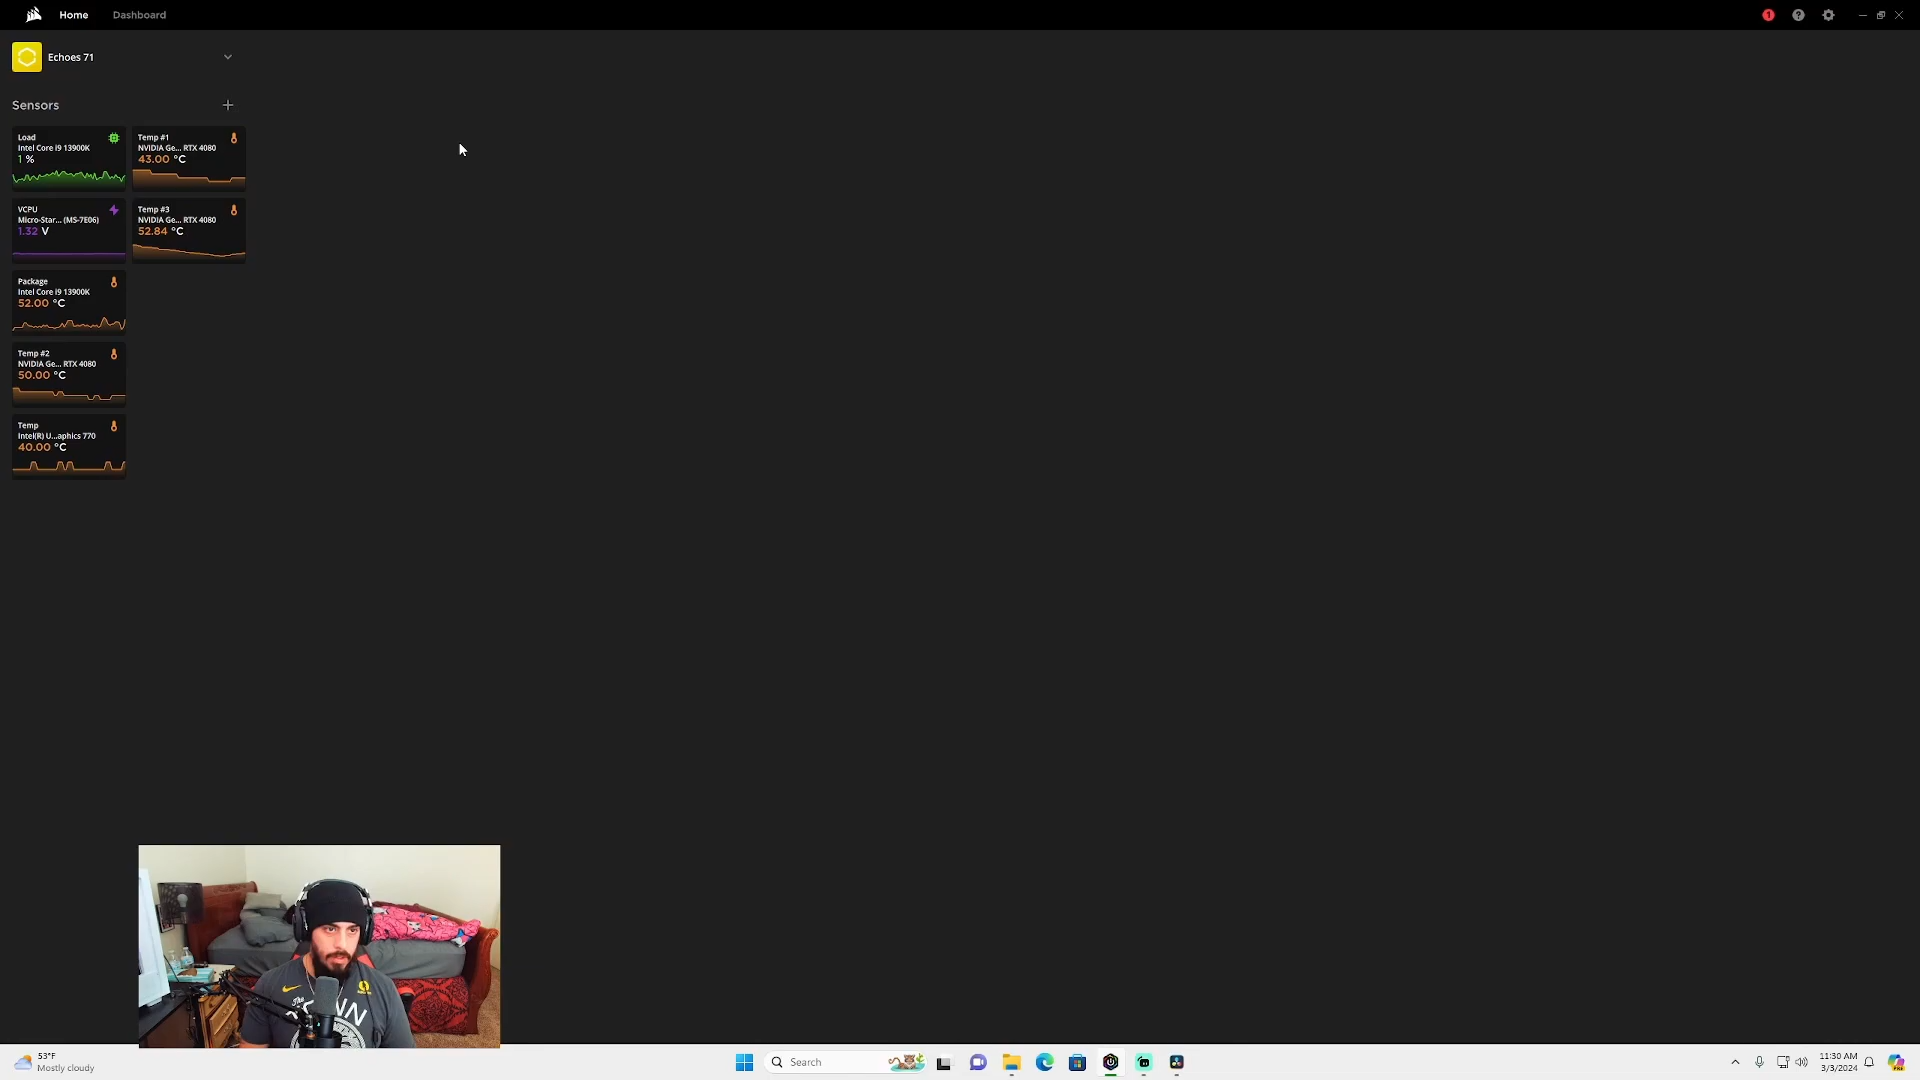 Home Dashboard
1
Echoes 71
Sensors
Load
Intel Core i9 13900K
1 %
Temp #1
NVIDIA Ge... RTX 4080
43.00 °C
VCPU
Micro-Star... (MS-7E06)
1.32 V
Temp #3
NVIDIA Ge... RTX 4080
52.84 °C
Package
Intel Core i9 13900K
52.00 °C
Temp #2
NVIDIA Ge... RTX 4080
50.00 °C
Temp
Intel(R) U...aphics 770
40.00 °C
The
53°F
Mostly cloudy
Search
11:30 AM
3/3/2024